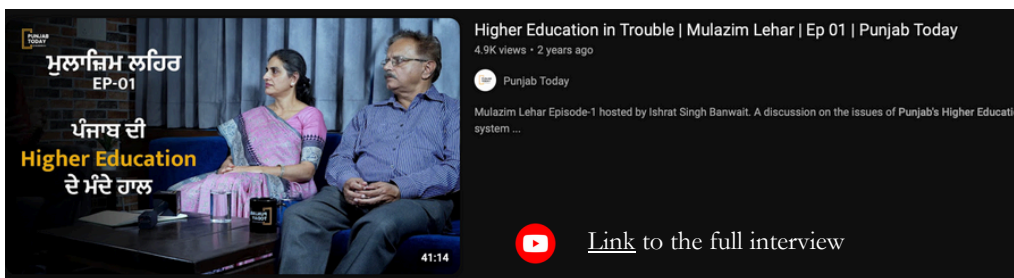 PUNJAB
TODAY
ਮੁਲਾਜ਼ਿਮ ਲਹਿਰ
EP-01
ਪੰਜਾਬ ਦੀ
Higher Education
ਦੇ ਮੰਦੇ ਹਾਲ
41:14
Higher Education in Trouble | Mulazim Lehar | Ep 01 | Punjab Today
4.9K views • 2 years ago
Punjab Today
Mulazim Lehar Episode-1 hosted by Ishrat Singh Banwait. A discussion on the issues of Punjab's Higher Educati
system ...
Link to the full interview